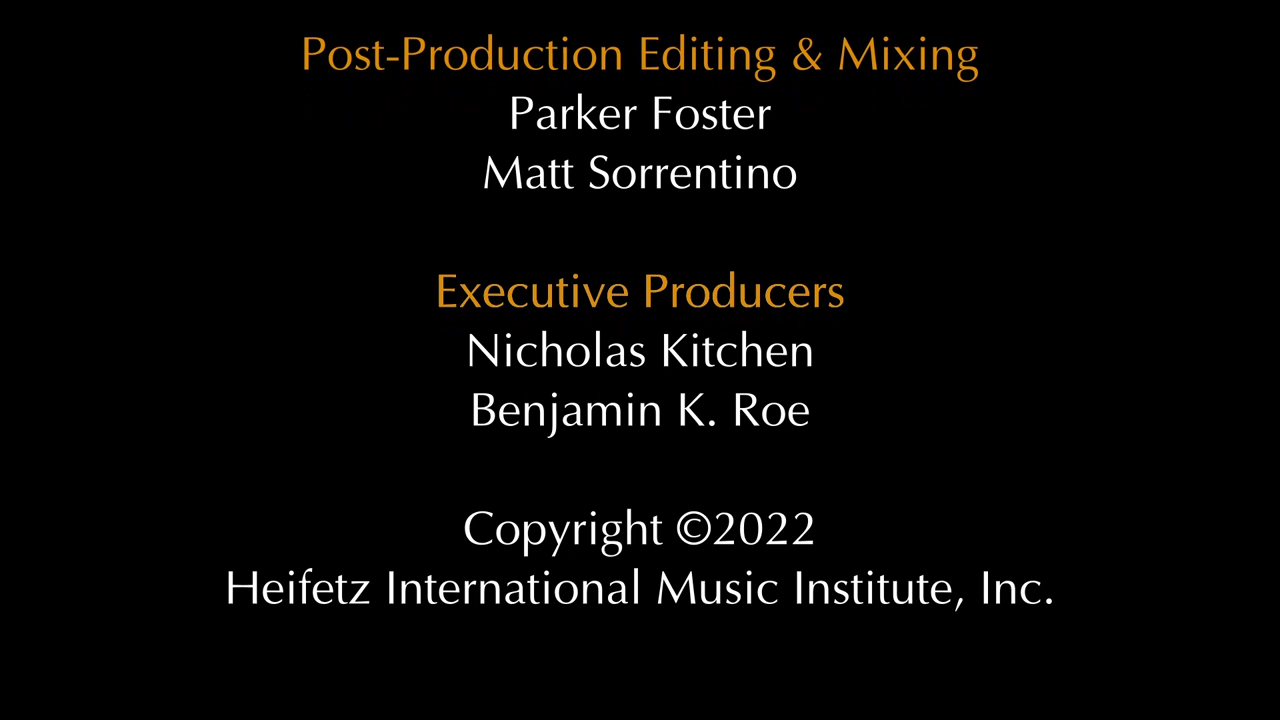 Post-Production Editing & Mixing
Parker Foster
Matt Sorrentino
Executive Producers
Nicholas Kitchen
Benjamin K. Roe
Copyright ©2022
Heifetz International Music Institute, Inc.